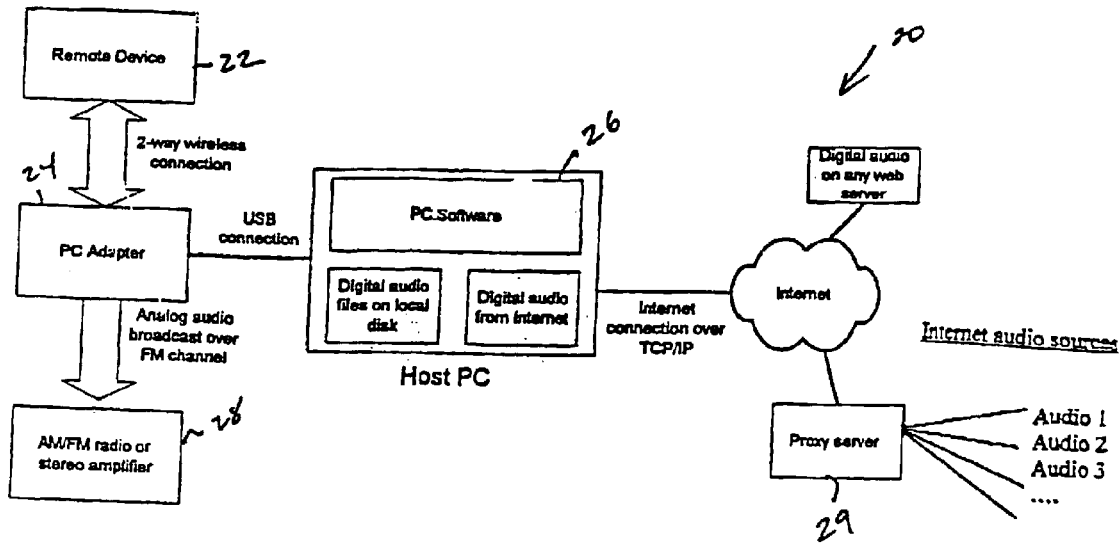 Remote Device
22
20
2-way wireless
connection
24
26
Digital audio
on any web
server
PC Software
USB
connection
PC Adapter
Digital audio
files on local
disk
Digital audio
from internet
Internet
Internet
connection over
TCP/IP
Analog audio
broadcast over
FM channel
Internet audio sources
Host PC
28
AM/FM radio or
stereo amplifier
Proxy server
Audio 1
Audio 2
Audio 3
....
29